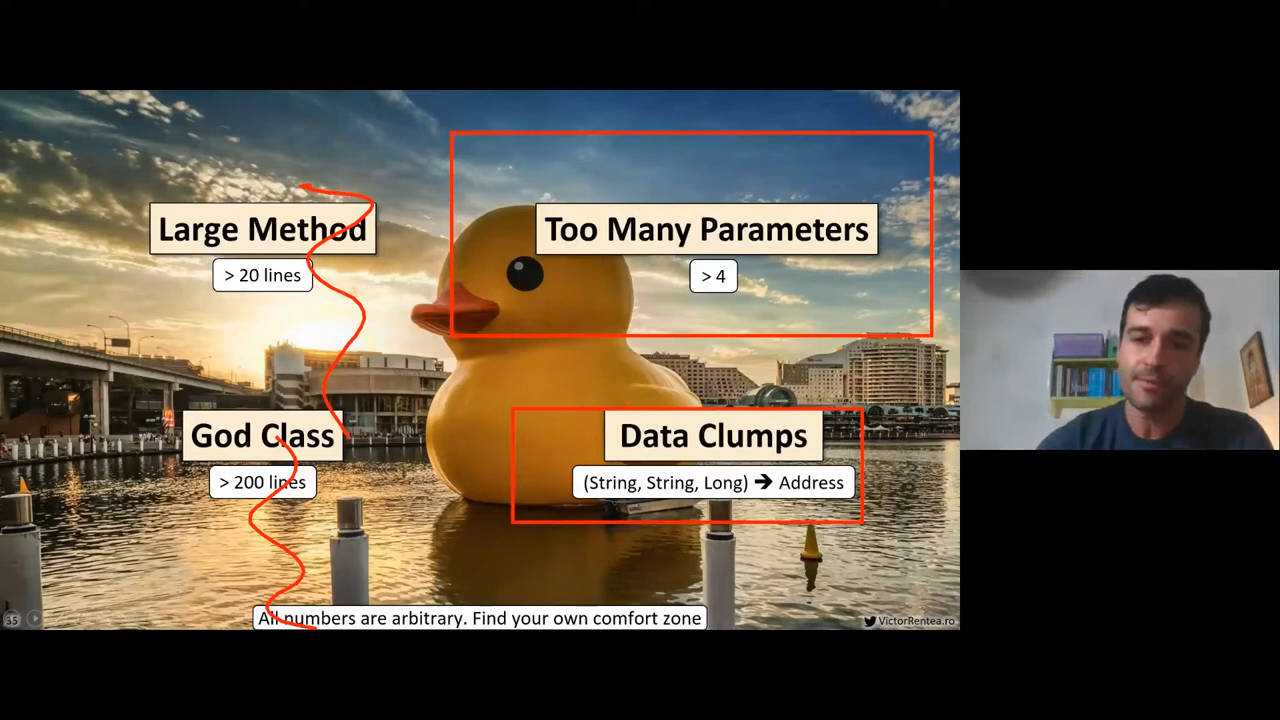 Large Method
> 20 lines
Too Many Parameters
> 4
God Class
> 200 lines
Data Clumps
(String, String, Long) ➔ Address
All numbers are arbitrary. Find your own comfort zone
35
VictorRentea.ro